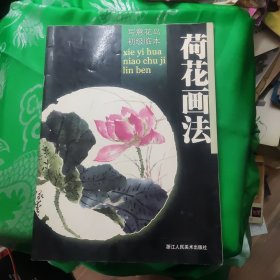 写意花鸟
初级临本
xie yi hua
niao chu ji
lin ben
荷花画法
浙江人民美术出版社